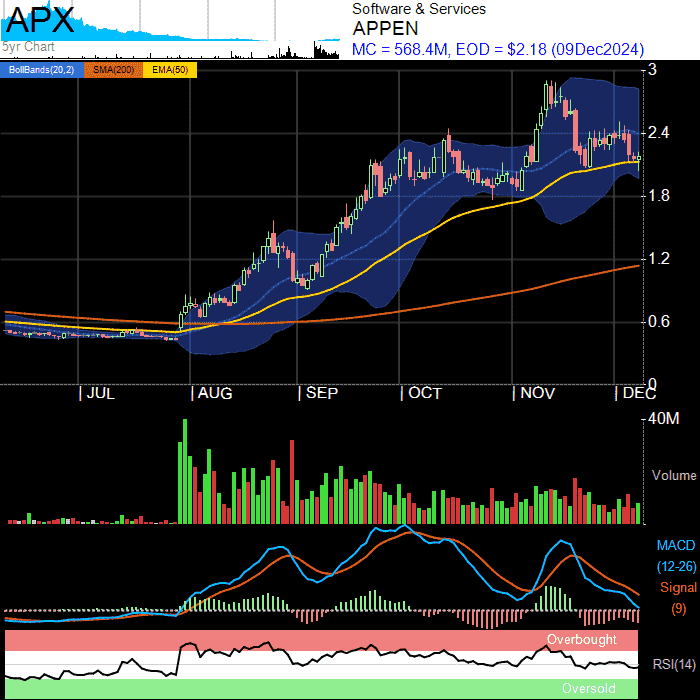 APX
5yr Chart
Software & Services
APPEN
MC = 568.4M, EOD = $2.18 (09Dec2024)
BollBands(20,2) SMA(200) EMA(50)
3
2.4
1.8
1.2
0.6
0
JUL AUG SEP OCT NOV DEC
40M
Volume
MACD
(12-26)
Signal
(9)
Overbought
RSI(14)
Oversold